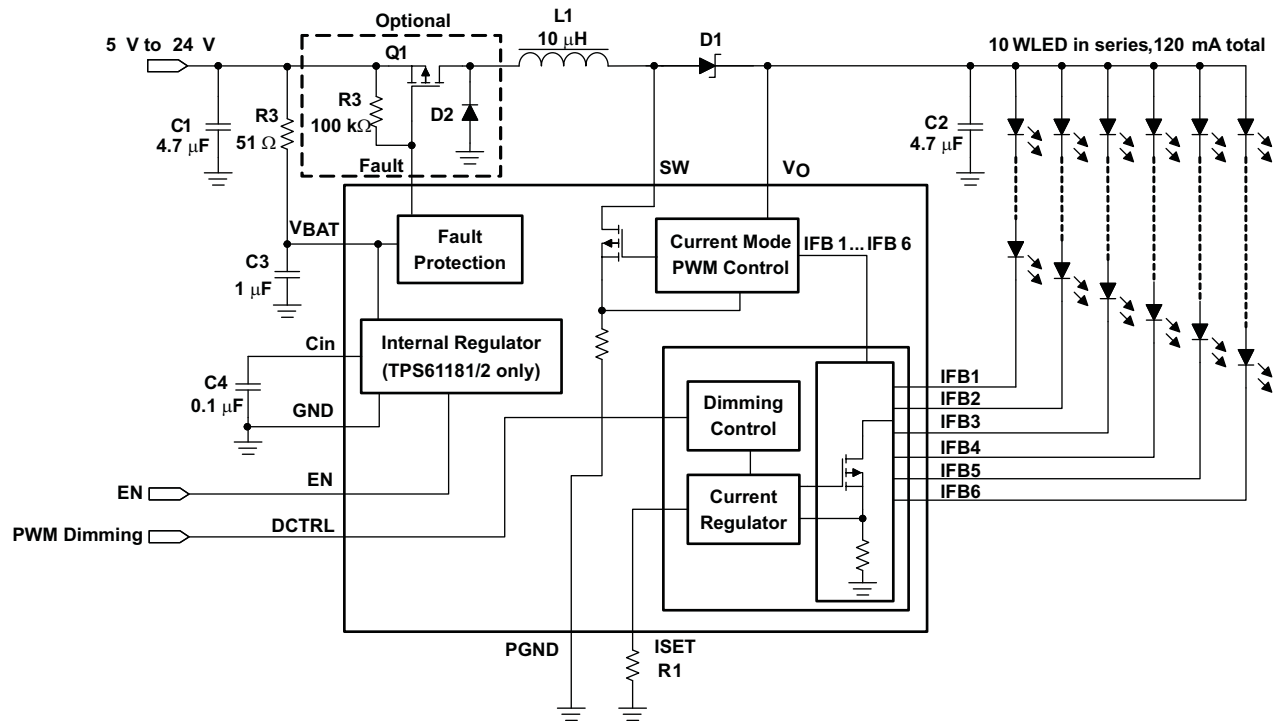 Optional
L1
10 μH
5 V to 24 V
Q1
D1
10 WLED in series,120 mA total
R3
100 kΩ
D2
C1
4.7 μF
R3
51 Ω
C2
4.7 μF
Fault
SW
VO
VBAT
Fault
Protection
Current Mode
PWM Control
IFB 1...IFB 6
C3
1 μF
Cin
Internal Regulator
(TPS61181/2 only)
C4
0.1 μF
GND
Dimming
Control
IFB1
IFB2
IFB3
IFB4
IFB5
IFB6
EN
EN
Current
Regulator
PWM Dimming
DCTRL
PGND
ISET
R1